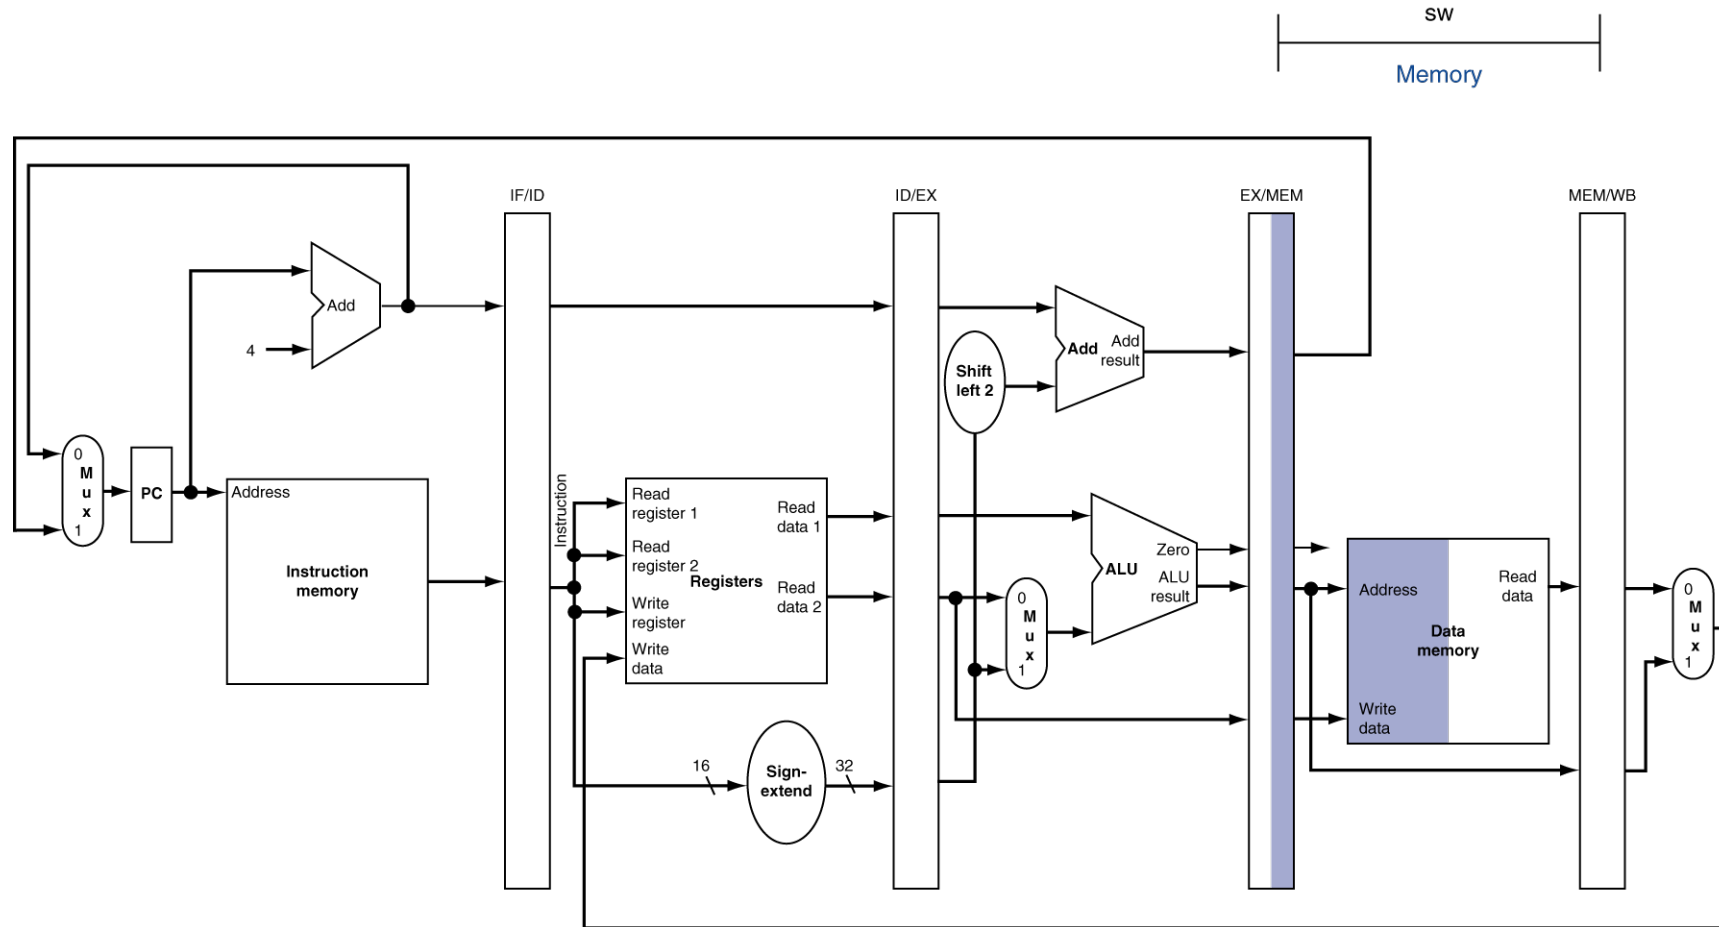 SW
Memory
IF/ID
ID/EX
EX/MEM
MEM/WB
Add
4
Add
Add
result
Shift
left 2
0
M
u
x
1
PC
Address
Instruction
memory
Instruction
Read
register 1
Read
register 2
Write
register
Write
data
Registers
Read
data 1
Read
data 2
16
Sign-
extend
32
0
M
u
x
1
ALU
Zero
ALU
result
Address
Write
data
Data
memory
Read
data
0
M
u
x
1